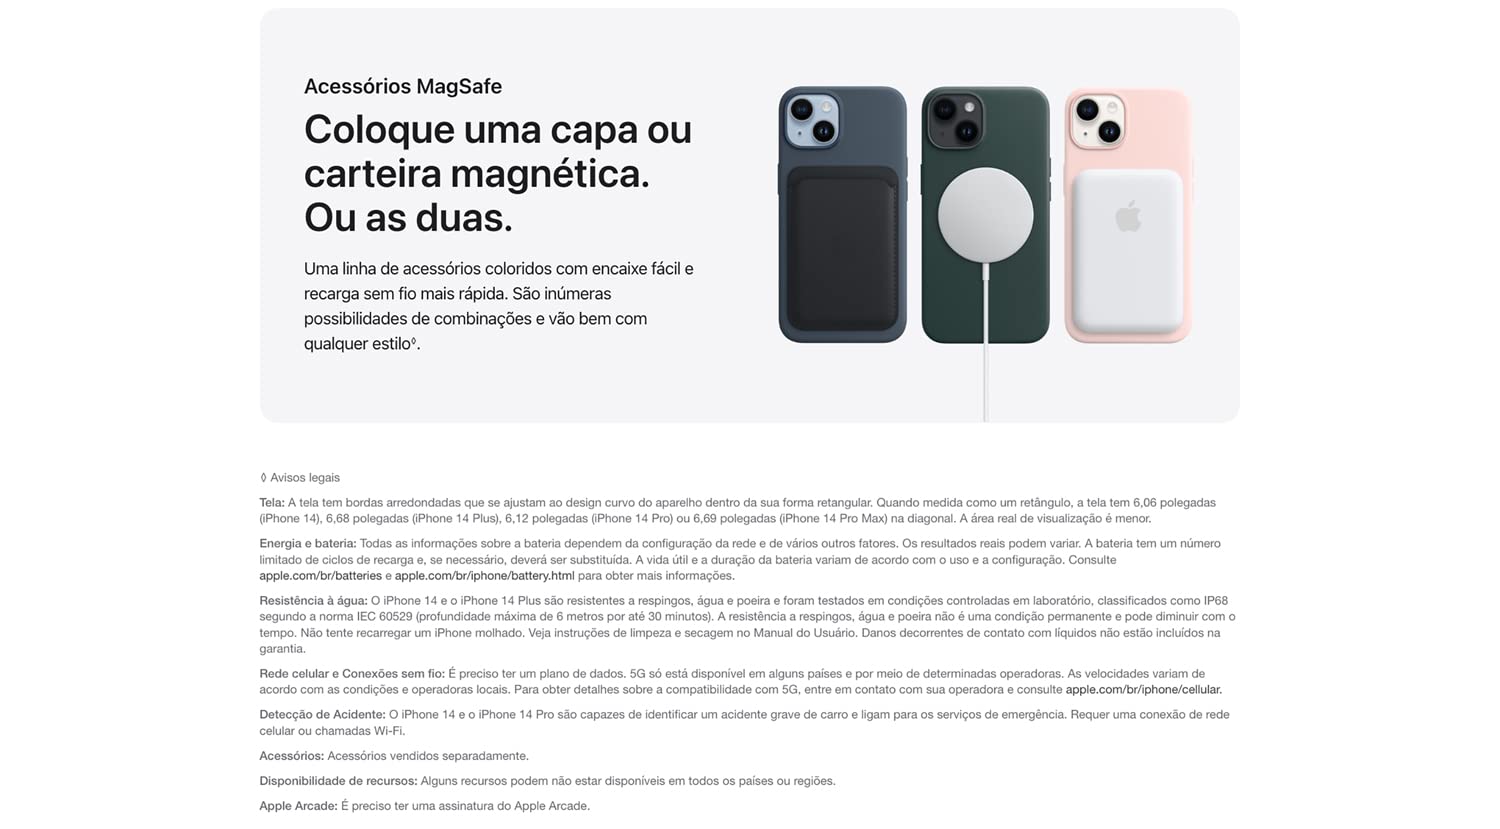 Acessórios MagSafe
Coloque uma capa ou
carteira magnética.
Ou as duas.
Uma linha de acessórios coloridos com encaixe fácil e
recarga sem fio mais rápida. São inúmeras
possibilidades de combinações e vão bem com
qualquer estilo◊.
◊ Avisos legais
Tela: A tela tem bordas arredondadas que se ajustam ao design curvo do aparelho dentro da sua forma retangular. Quando medida como um retângulo, a tela tem 6,06 polegadas
(iPhone 14), 6,68 polegadas (iPhone 14 Plus), 6,12 polegadas (iPhone 14 Pro) ou 6,69 polegadas (iPhone 14 Pro Max) na diagonal. A área real de visualização é menor.
Energia e bateria: Todas as informações sobre a bateria dependem da configuração da rede e de vários outros fatores. Os resultados reais podem variar. A bateria tem um número
limitado de ciclos de recarga e, se necessário, deverá ser substituída. A vida útil e a duração da bateria variam de acordo com o uso e a configuração. Consulte
apple.com/br/batteries e apple.com/br/iphone/battery.html para obter mais informações.
Resistência à água: O iPhone 14 e o iPhone 14 Plus são resistentes a respingos, água e poeira e foram testados em condições controladas em laboratório, classificados como IP68
segundo a norma IEC 60529 (profundidade máxima de 6 metros por até 30 minutos). A resistência a respingos, água e poeira não é uma condição permanente e pode diminuir com o
tempo. Não tente recarregar um iPhone molhado. Veja instruções de limpeza e secagem no Manual do Usuário. Danos decorrentes de contato com líquidos não estão incluídos na
garantia.
Rede celular e Conexões sem fio: É preciso ter um plano de dados. 5G só está disponível em alguns países e por meio de determinadas operadoras. As velocidades variam de
acordo com as condições e operadoras locais. Para obter detalhes sobre a compatibilidade com 5G, entre em contato com sua operadora e consulte apple.com/br/iphone/cellular.
Detecção de Acidente: O iPhone 14 e o iPhone 14 Pro são capazes de identificar um acidente grave de carro e ligam para os serviços de emergência. Requer uma conexão de rede
celular ou chamadas Wi-Fi.
Acessórios: Acessórios vendidos separadamente.
Disponibilidade de recursos: Alguns recursos podem não estar disponíveis em todos os países ou regiões.
Apple Arcade: É preciso ter uma assinatura do Apple Arcade.